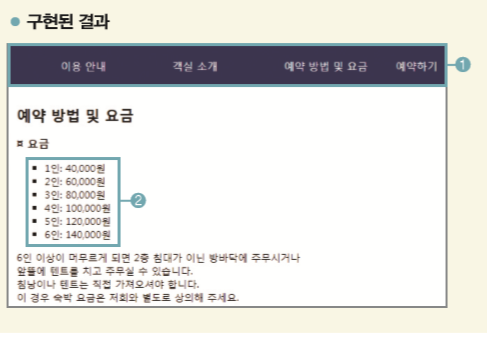 구현된 결과
이용 안내 객실 소개 예약 방법 및 요금 예약하기 1
예약 방법 및 요금
¤ 요금
▪ 1인: 40,000원
▪ 2인: 60,000원
▪ 3인: 80,000원 2
▪ 4인: 100,000원
▪ 5인: 120,000원
▪ 6인: 140,000원
6인 이상이 머무르게 되면 2층 침대가 이닌 방바닥에 주무시거나
앞뜰에 텐트를 치고 주무실 수 있습니다.
침낭이나 텐트는 직접 가져오셔야 합니다.
이 경우 숙박 요금은 저희와 별도로 상의해 주세요.